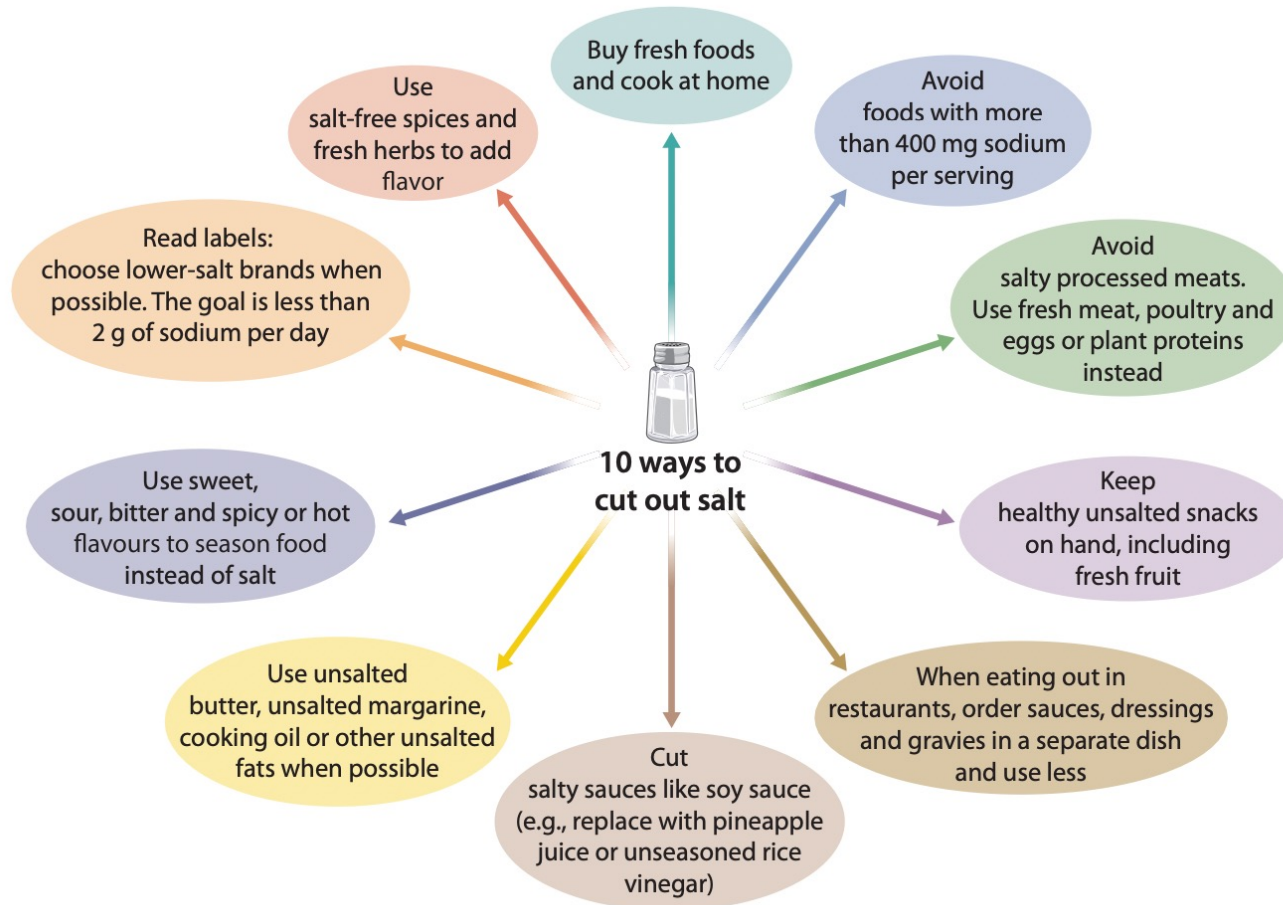 Buy fresh foods
and cook at home
Avoid
foods with more
than 400 mg sodium
per serving
Avoid
salty processed meats.
Use fresh meat, poultry and
eggs or plant proteins
instead
Keep
healthy unsalted snacks
on hand, including
fresh fruit
When eating out in
restaurants, order sauces, dressings
and gravies in a separate dish
and use less
Cut
salty sauces like soy sauce
(e.g., replace with pineapple
juice or unseasoned rice
vinegar)
Use unsalted
butter, unsalted margarine,
cooking oil or other unsalted
fats when possible
Use sweet,
sour, bitter and spicy or hot
flavours to season food
instead of salt
Read labels:
choose lower-salt brands when
possible. The goal is less than
2 g of sodium per day
Use
salt-free spices and
fresh herbs to add
flavor
10 ways to
cut out salt